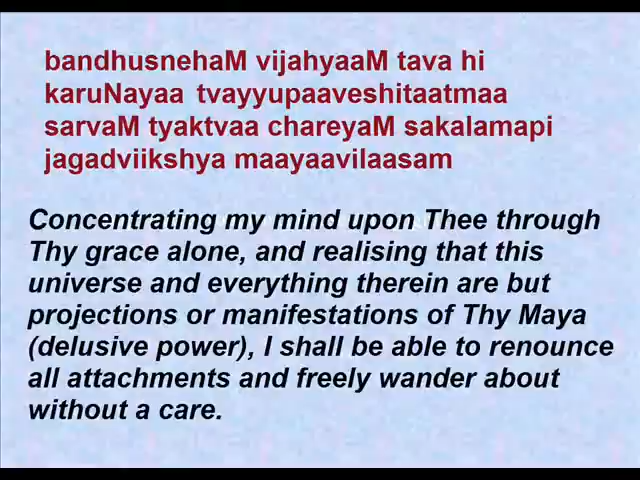 bandhusnehaM vijahyaaM tava hi
karuNayaa tvayyupaaveshitaatmaa
sarvaM tyaktvaa chareyaM sakalamapi
jagadviikshya maayaavilaasam
Concentrating my mind upon Thee through
Thy grace alone, and realising that this
universe and everything therein are but
projections or manifestations of Thy Maya
(delusive power), I shall be able to renounce
all attachments and freely wander about
without a care.